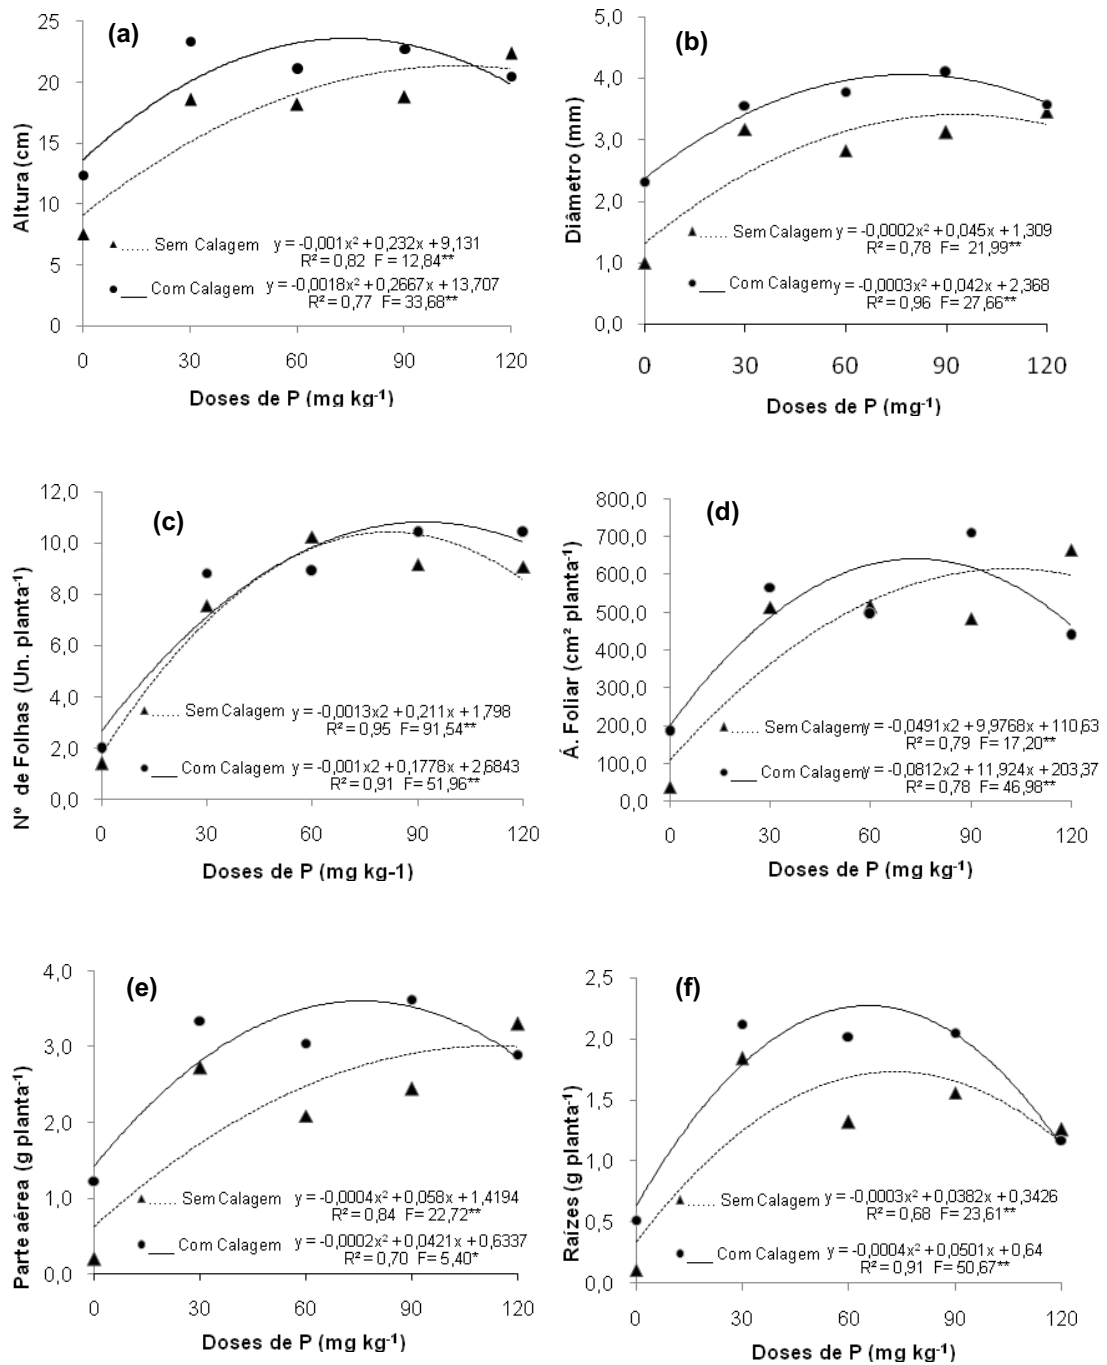 (a)
Altura (cm)
25
20
15
10
5
0
▲ ...... Sem Calagem y = -0,001x² + 0,232x + 9,131
R² = 0,82 F = 12,84**
● ___ Com Calagem y = -0,0018x² + 0,2667x + 13,707
R² = 0,77 F= 33,68**
0 30 60 90 120
Doses de P (mg kg⁻¹)
(b)
Diâmetro (mm)
5,0
4,0
3,0
2,0
1,0
0,0
▲ ...... Sem Calagem y = -0,0002x² + 0,045x + 1,309
R² = 0,78 F= 21,99**
● ___ Com Calagem y = -0,0003x² + 0,042x + 2,368
R² = 0,96 F= 27,66**
0 30 60 90 120
Doses de P (mg⁻¹)
(c)
Nº de Folhas (Un. planta⁻¹)
12,0
10,0
8,0
6,0
4,0
2,0
0,0
▲ ...... Sem Calagem y = -0,0013x2 + 0,211x + 1,798
R² = 0,95 F= 91,54**
● ___ Com Calagem y = -0,001x2 + 0,1778x + 2,6843
R² = 0,91 F= 51,96**
0 30 60 90 120
Doses de P (mg kg-1)
(d)
Á. Foliar (cm² planta⁻¹)
800,0
700,0
600,0
500,0
400,0
300,0
200,0
100,0
0,0
▲ ...... Sem Calagem y = -0,0491x2 + 9,9768x + 110,63
R² = 0,79 F= 17,20**
● ___ Com Calagem y = -0,0812x2 + 11,924x + 203,37
R² = 0,78 F= 46,98**
0 30 60 90 120
Doses de P (mg kg⁻¹)
(e)
Parte aérea (g planta⁻¹)
4,0
3,0
2,0
1,0
0,0
▲ ...... Sem Calagem y = -0,0004x² + 0,058x + 1,4194
R² = 0,84 F= 22,72**
● ___ Com Calagem y = -0,0002x² + 0,0421x + 0,6337
R² = 0,70 F= 5,40*
0 30 60 90 120
Doses de P (mg kg⁻¹)
(f)
Raízes (g planta⁻¹)
2,5
2,0
1,5
1,0
0,5
0,0
▲ ...... Sem Calagem y = -0,0003x² + 0,0382x + 0,3426
R² = 0,68 F= 23,61**
● ___ Com Calagem y = -0,0004x² + 0,0501x + 0,64
R² = 0,91 F= 50,67**
0 30 60 90 120
Doses de P (mg kg⁻¹)